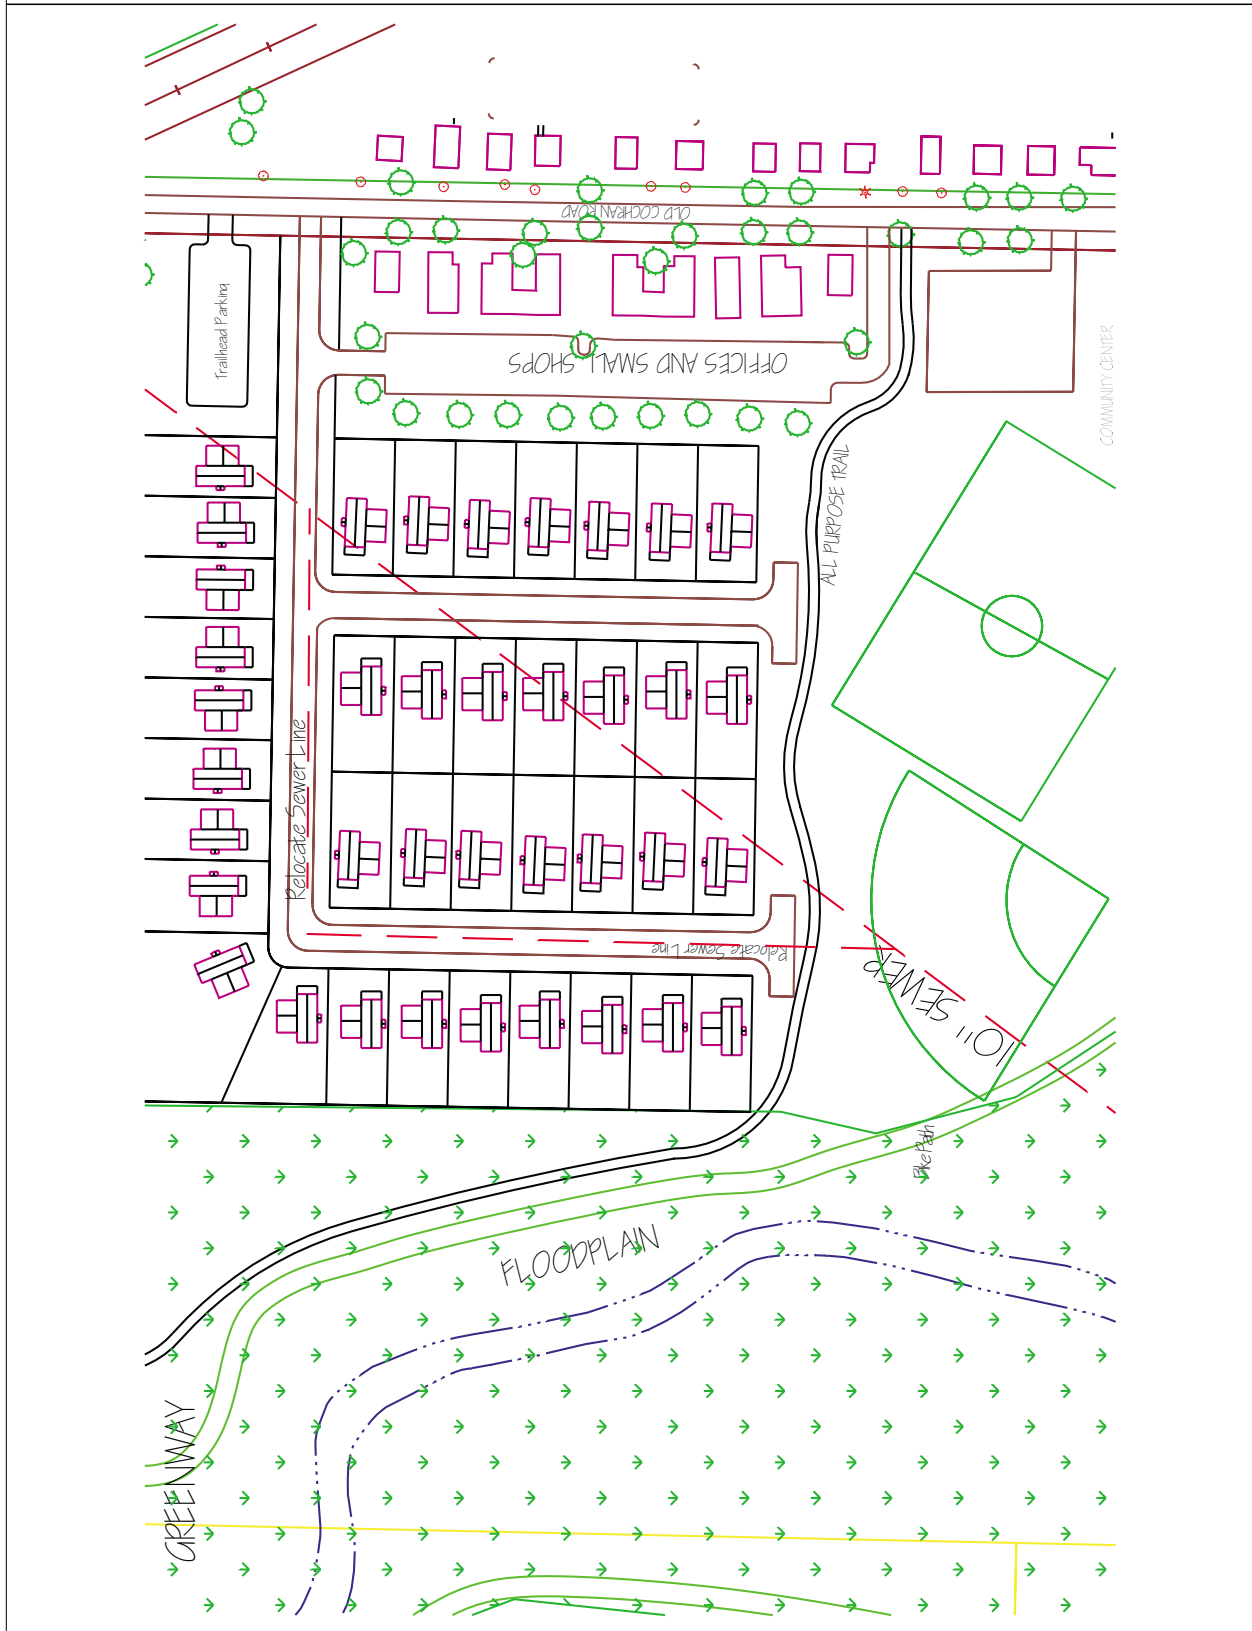 OLD COCHRAN ROAD
Trailhead Parking
OFFICES AND SMALL SHOPS
COMMUNITY CENTER
ALL PURPOSE TRAIL
Relocate Sewer Line
Relocate Sewer Line
10" SEWER
Bike Path
FLOODPLAIN
GREENWAY